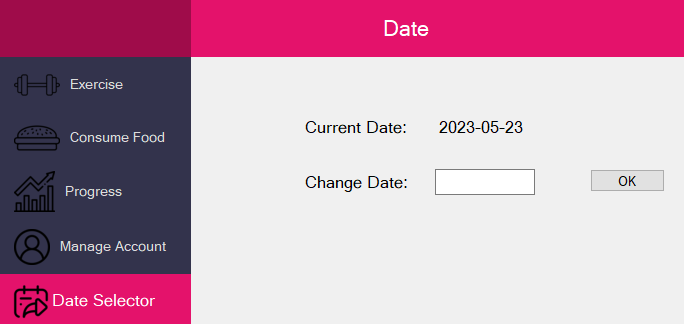 Date
Exercise
Consume Food
Progress
Manage Account
Date Selector
Current Date: 2023-05-23
Change Date: OK